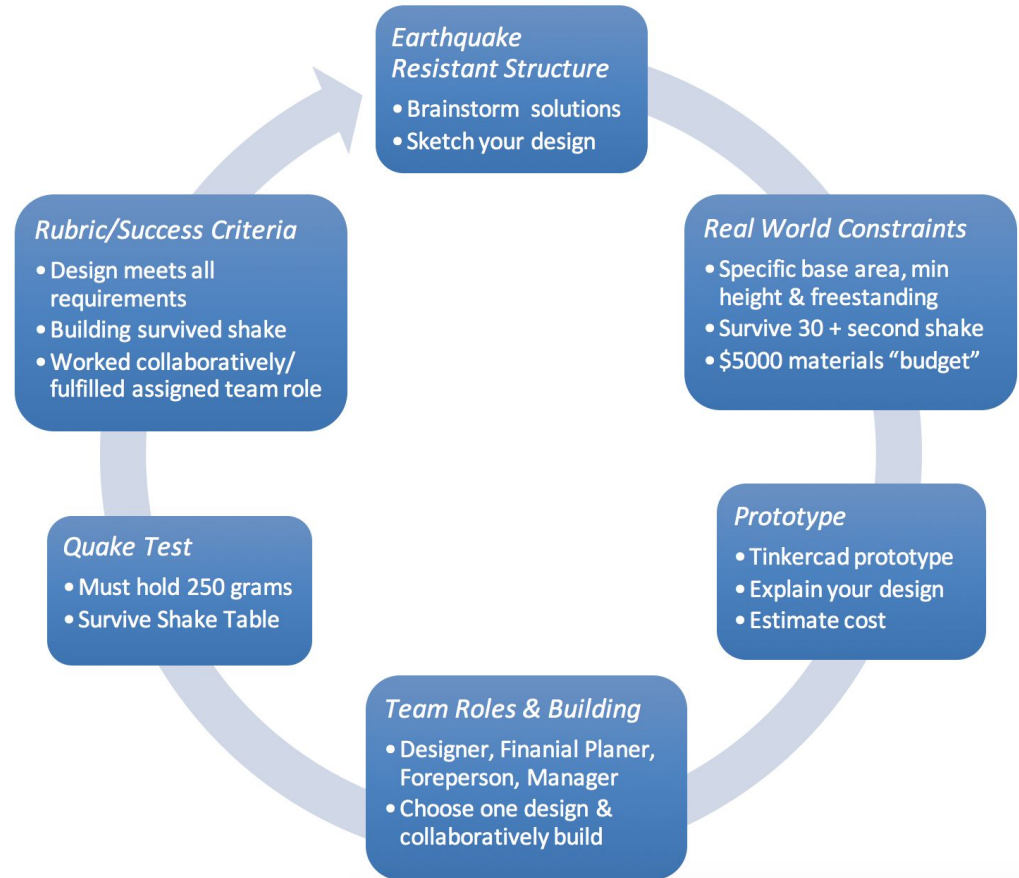 Earthquake
Resistant Structure
• Brainstorm solutions
• Sketch your design
Real World Constraints
• Specific base area, min
height & freestanding
• Survive 30 + second shake
• $5000 materials “budget”
Prototype
• Tinkercad prototype
• Explain your design
• Estimate cost
Team Roles & Building
• Designer, Finanial Planer,
Foreperson, Manager
• Choose one design &
collaboratively build
Quake Test
• Must hold 250 grams
• Survive Shake Table
Rubric/Success Criteria
• Design meets all
requirements
• Building survived shake
• Worked collaboratively/
fulfilled assigned team role